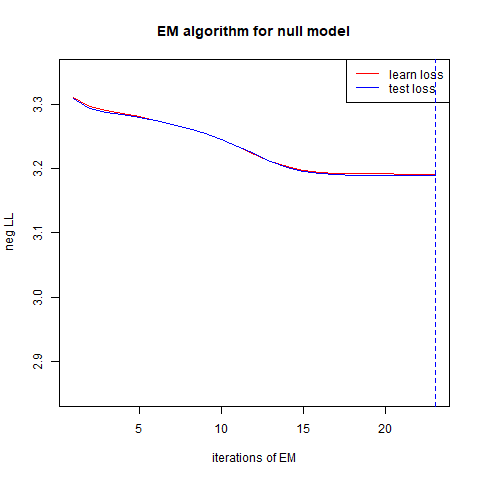 EM algorithm for null model
learn loss
test loss
3.3
3.2
3.1
3.0
2.9
neg LL
5 10 15 20
iterations of EM